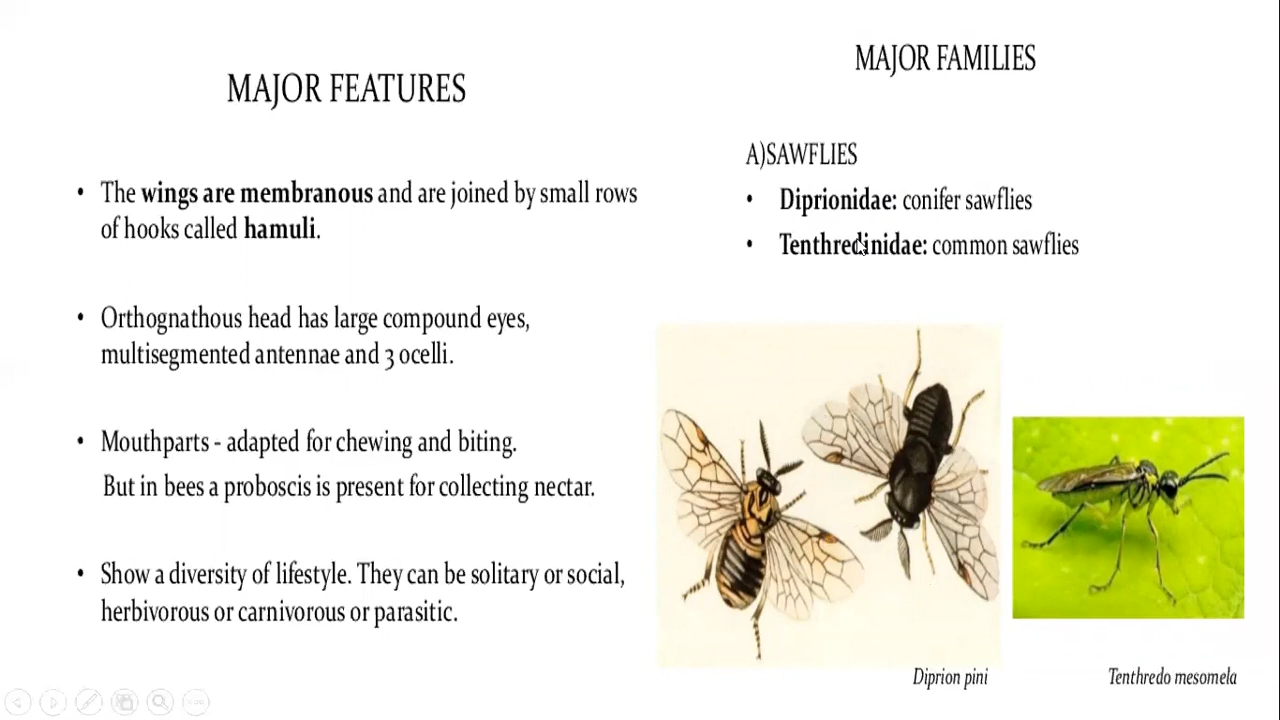 MAJOR FEATURES
• The wings are membranous and are joined by small rows
of hooks called hamuli.
• Orthognathous head has large compound eyes,
multisegmented antennae and 3 ocelli.
• Mouthparts - adapted for chewing and biting.
But in bees a proboscis is present for collecting nectar.
• Show a diversity of lifestyle. They can be solitary or social,
herbivorous or carnivorous or parasitic.
MAJOR FAMILIES
A)SAWFLIES
• Diprionidae: conifer sawflies
• Tenthredinidae: common sawflies
Diprion pini
Tenthredo mesomela